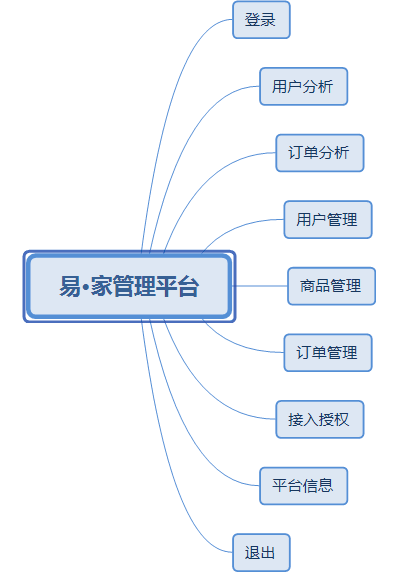 登录
用户分析
订单分析
用户管理
易·家管理平台
商品管理
订单管理
接入授权
平台信息
退出